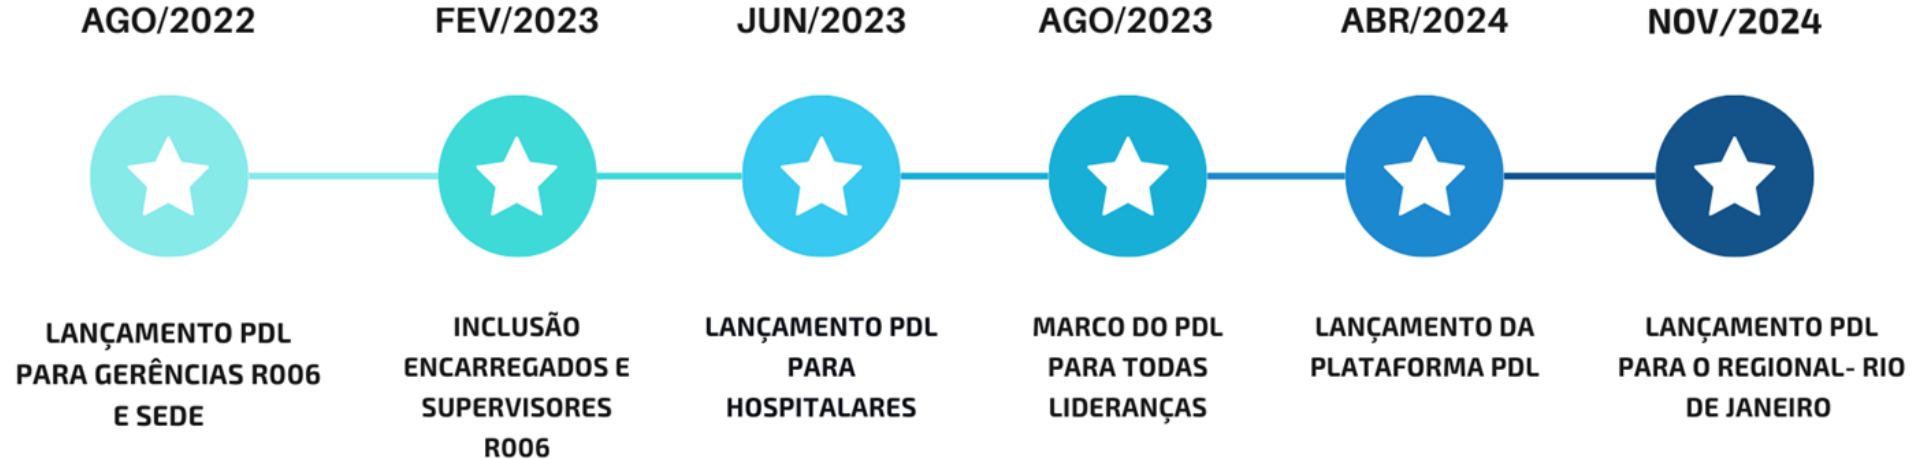 AGO/2022
FEV/2023
JUN/2023
AGO/2023
ABR/2024
NOV/2024
LANÇAMENTO PDL
PARA GERÊNCIAS R006
E SEDE
INCLUSÃO
ENCARREGADOS E
SUPERVISORES
R006
LANÇAMENTO PDL
PARA
HOSPITALARES
MARCO DO PDL
PARA TODAS
LIDERANÇAS
LANÇAMENTO DA
PLATAFORMA PDL
LANÇAMENTO PDL
PARA O REGIONAL- RIO
DE JANEIRO